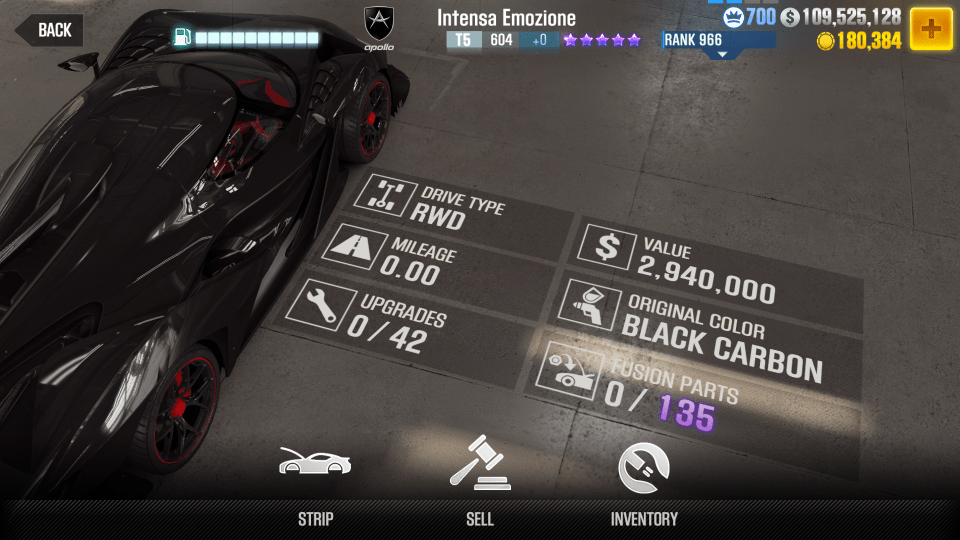 BACK
apollo
Intensa Emozione
T5 604 +0
RANK 966
700 $ 109,525,128
180,384
DRIVE TYPE
RWD
MILEAGE
0.00
UPGRADES
0 / 42
$ VALUE
2,940,000
ORIGINAL COLOR
BLACK CARBON
FUSION PARTS
0 / 135
STRIP
SELL
INVENTORY